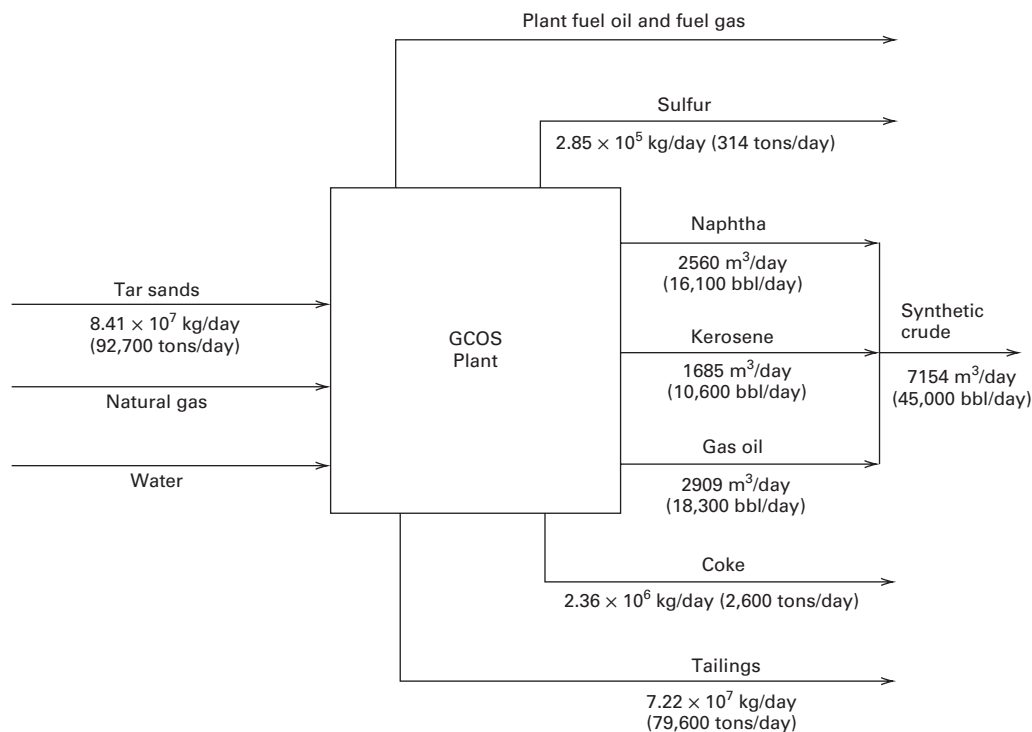 Plant fuel oil and fuel gas
Sulfur
2.85 × 10⁵ kg/day (314 tons/day)
Naphtha
2560 m³/day
(16,100 bbl/day)
Tar sands
8.41 × 10⁷ kg/day
(92,700 tons/day)
GCOS
Plant
Kerosene
1685 m³/day
(10,600 bbl/day)
Synthetic
crude
7154 m³/day
(45,000 bbl/day)
Natural gas
Gas oil
2909 m³/day
(18,300 bbl/day)
Water
Coke
2.36 × 10⁶ kg/day (2,600 tons/day)
Tailings
7.22 × 10⁷ kg/day
(79,600 tons/day)